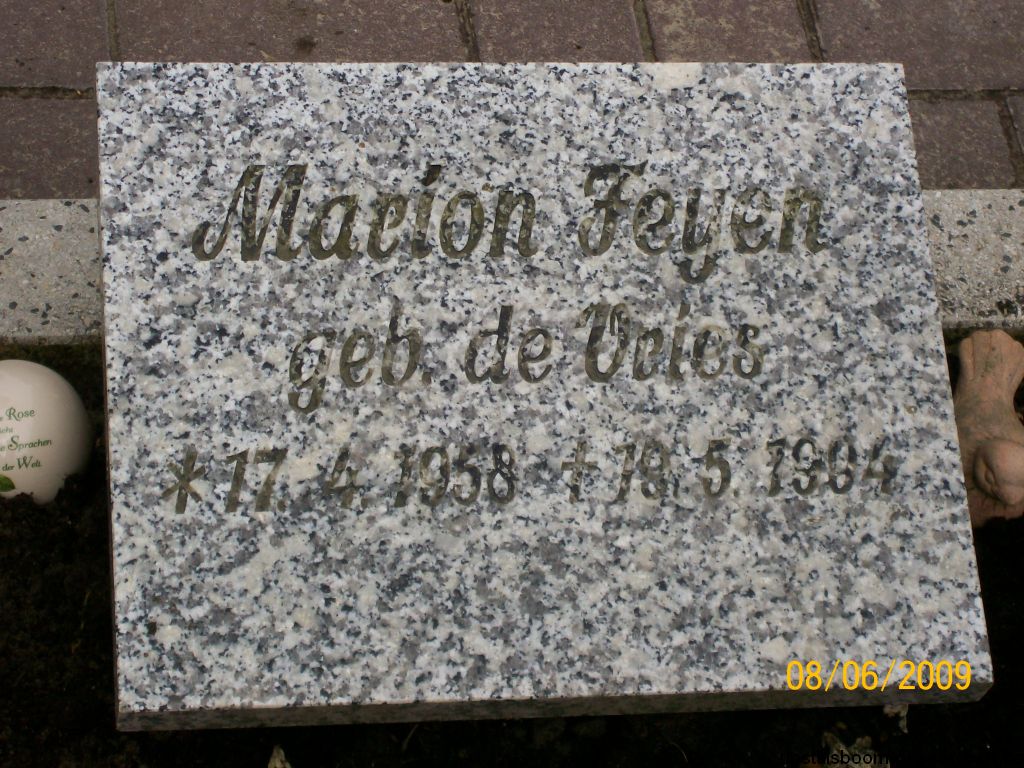 Marion Feyen
geb. de Vries
* 17. 4. 1958 † 19. 5. 1994
Rose
Sprachen
der Welt
08/06/2009